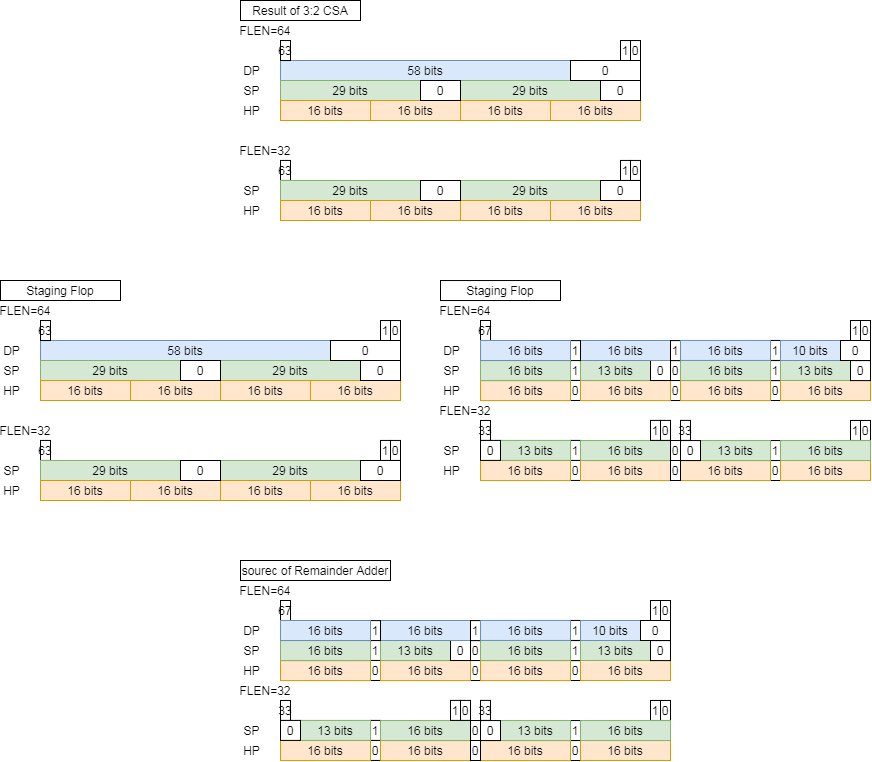 Result of 3:2 CSA
FLEN=64
63 1 0
DP 58 bits 0
SP 29 bits 0 29 bits 0
HP 16 bits 16 bits 16 bits 16 bits
FLEN=32
63 1 0
SP 29 bits 0 29 bits 0
HP 16 bits 16 bits 16 bits 16 bits
Staging Flop
FLEN=64
63 1 0
DP 58 bits 0
SP 29 bits 0 29 bits 0
HP 16 bits 16 bits 16 bits 16 bits
FLEN=32
63 1 0
SP 29 bits 0 29 bits 0
HP 16 bits 16 bits 16 bits 16 bits
Staging Flop
FLEN=64
67 1 0
DP 16 bits 1 16 bits 1 16 bits 1 10 bits 0
SP 16 bits 1 13 bits 0 0 16 bits 1 13 bits 0
HP 16 bits 0 16 bits 0 16 bits 0 16 bits
FLEN=32
33 1 0 33 1 0
SP 0 13 bits 1 16 bits 0 0 13 bits 1 16 bits
HP 16 bits 0 16 bits 0 16 bits 0 16 bits
sourec of Remainder Adder
FLEN=64
67 1 0
DP 16 bits 1 16 bits 1 16 bits 1 10 bits 0
SP 16 bits 1 13 bits 0 0 16 bits 1 13 bits 0
HP 16 bits 0 16 bits 0 16 bits 0 16 bits
FLEN=32
33 1 0 33 1 0
SP 0 13 bits 1 16 bits 0 0 13 bits 1 16 bits
HP 16 bits 0 16 bits 0 16 bits 0 16 bits